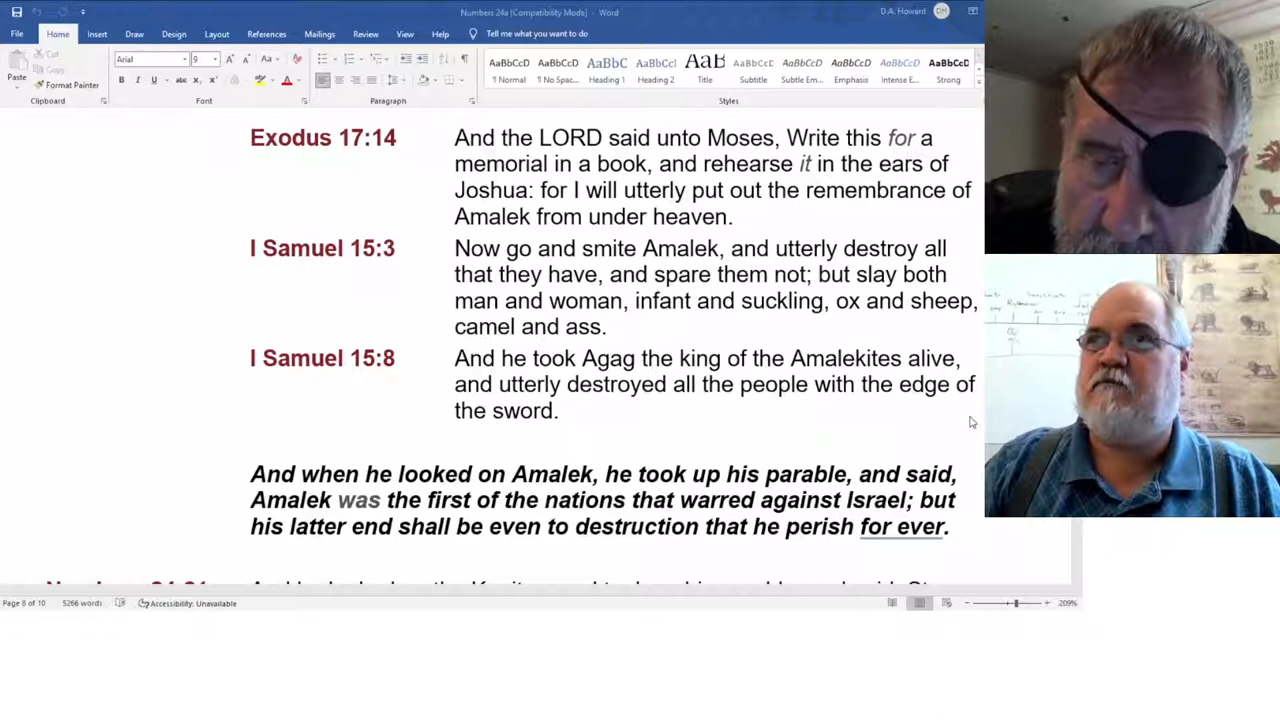 Numbers 24a [Compatibility Mode] - Word
D.A. Howard
DH
File Home Insert Draw Design Layout References Mailings Review View Help Tell me what you want to do
Paste
Cut
Copy
Format Painter
Clipboard
Arial 9
Font
Paragraph
AaBbCcD AaBbCcD AaBbC AaBbCc AaB AaBbCcD AaBbCcD AaBbCcD AaBbCcD AaBbCcD
Normal No Spac... Heading 1 Heading 2 Title Subtitle Subtle Em... Emphasis Intense E... Strong
Styles
Exodus 17:14 And the LORD said unto Moses, Write this for a
memorial in a book, and rehearse it in the ears of
Joshua: for I will utterly put out the remembrance of
Amalek from under heaven.
I Samuel 15:3 Now go and smite Amalek, and utterly destroy all
that they have, and spare them not; but slay both
man and woman, infant and suckling, ox and sheep,
camel and ass.
I Samuel 15:8 And he took Agag the king of the Amalekites alive,
and utterly destroyed all the people with the edge of
the sword.
And when he looked on Amalek, he took up his parable, and said,
Amalek was the first of the nations that warred against Israel; but
his latter end shall be even to destruction that he perish for ever.
Page 8 of 10 5266 words Accessibility: Unavailable 209%